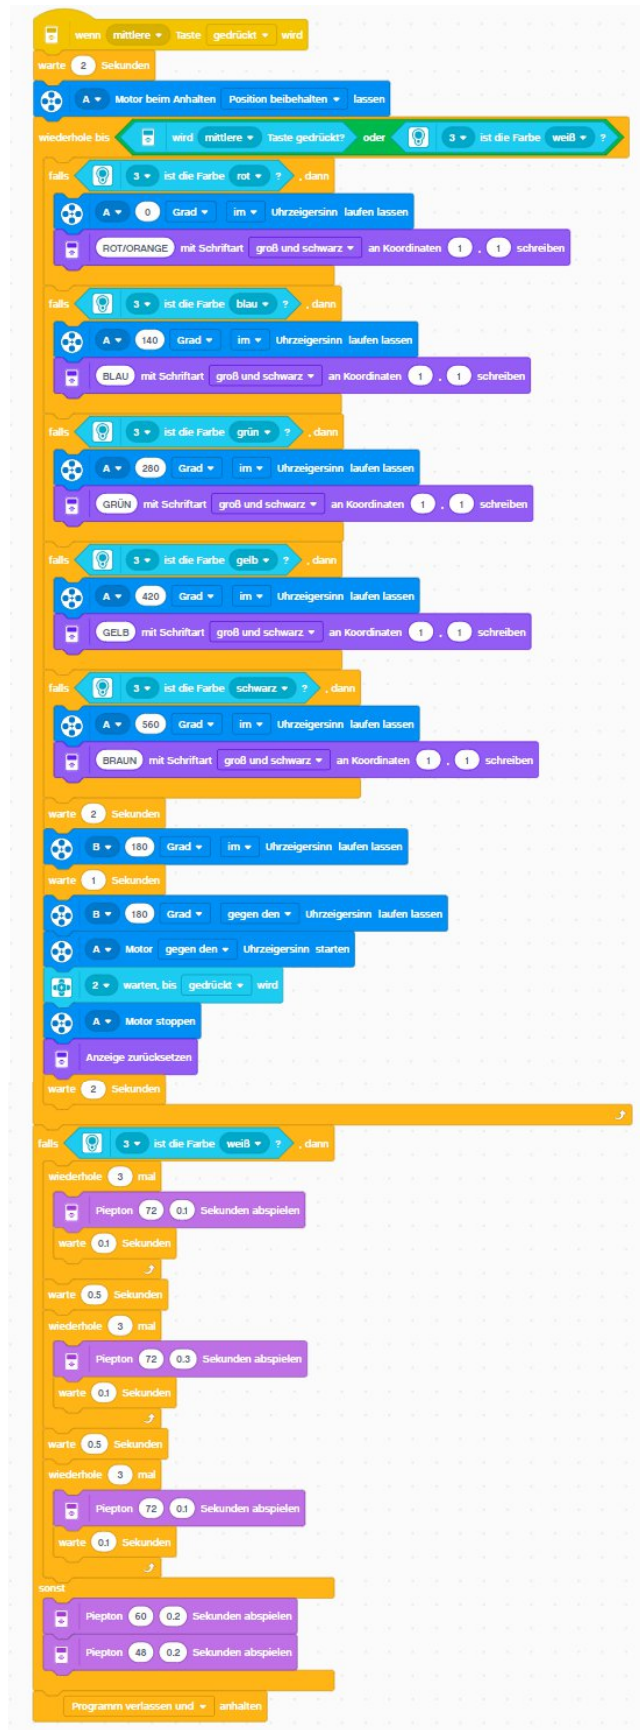 wenn mittlere Taste gedrückt wird
warte 2 Sekunden
A Motor beim Anhalten Position beibehalten lassen
wiederhole bis wird mittlere Taste gedrückt? oder 3 ist die Farbe weiß ?
falls 3 ist die Farbe rot ? , dann
A 0 Grad im Uhrzeigersinn laufen lassen
ROT/ORANGE mit Schriftart groß und schwarz an Koordinaten 1 , 1 schreiben
falls 3 ist die Farbe blau ? , dann
A 140 Grad im Uhrzeigersinn laufen lassen
BLAU mit Schriftart groß und schwarz an Koordinaten 1 , 1 schreiben
falls 3 ist die Farbe grün ? , dann
A 280 Grad im Uhrzeigersinn laufen lassen
GRÜN mit Schriftart groß und schwarz an Koordinaten 1 , 1 schreiben
falls 3 ist die Farbe gelb ? , dann
A 420 Grad im Uhrzeigersinn laufen lassen
GELB mit Schriftart groß und schwarz an Koordinaten 1 , 1 schreiben
falls 3 ist die Farbe schwarz ? , dann
A 560 Grad im Uhrzeigersinn laufen lassen
BRAUN mit Schriftart groß und schwarz an Koordinaten 1 , 1 schreiben
warte 2 Sekunden
B 180 Grad im Uhrzeigersinn laufen lassen
warte 1 Sekunden
B 180 Grad gegen den Uhrzeigersinn laufen lassen
A Motor gegen den Uhrzeigersinn starten
2 warten, bis gedrückt wird
A Motor stoppen
Anzeige zurücksetzen
warte 2 Sekunden
falls 3 ist die Farbe weiß ? , dann
wiederhole 3 mal
Piepton 72 0.1 Sekunden abspielen
warte 0.1 Sekunden
warte 0.5 Sekunden
wiederhole 3 mal
Piepton 72 0.3 Sekunden abspielen
warte 0.1 Sekunden
warte 0.5 Sekunden
wiederhole 3 mal
Piepton 72 0.1 Sekunden abspielen
warte 0.1 Sekunden
sonst
Piepton 60 0.2 Sekunden abspielen
Piepton 48 0.2 Sekunden abspielen
Programm verlassen und anhalten